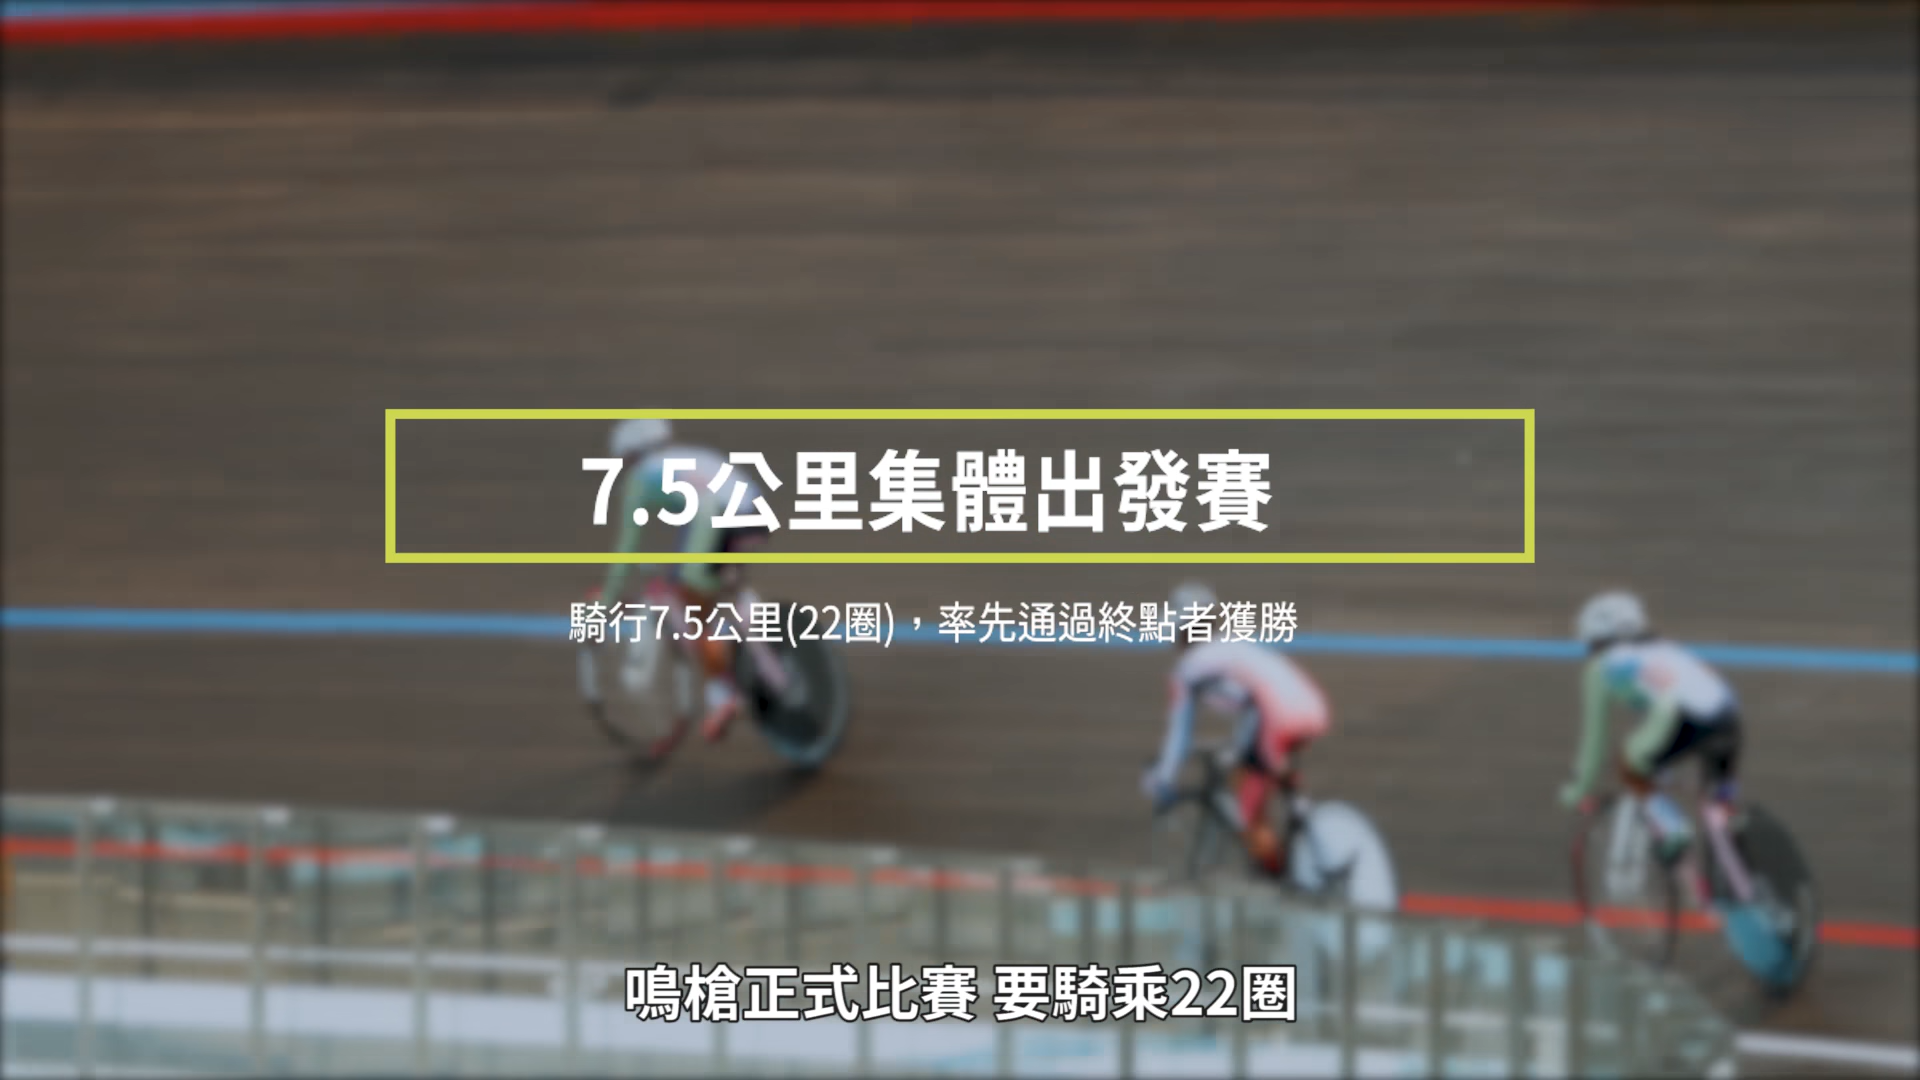 7.5公里集體出發賽
騎行7.5公里(22圈)，率先通過終點者獲勝
鳴槍正式比賽 要騎乘22圈